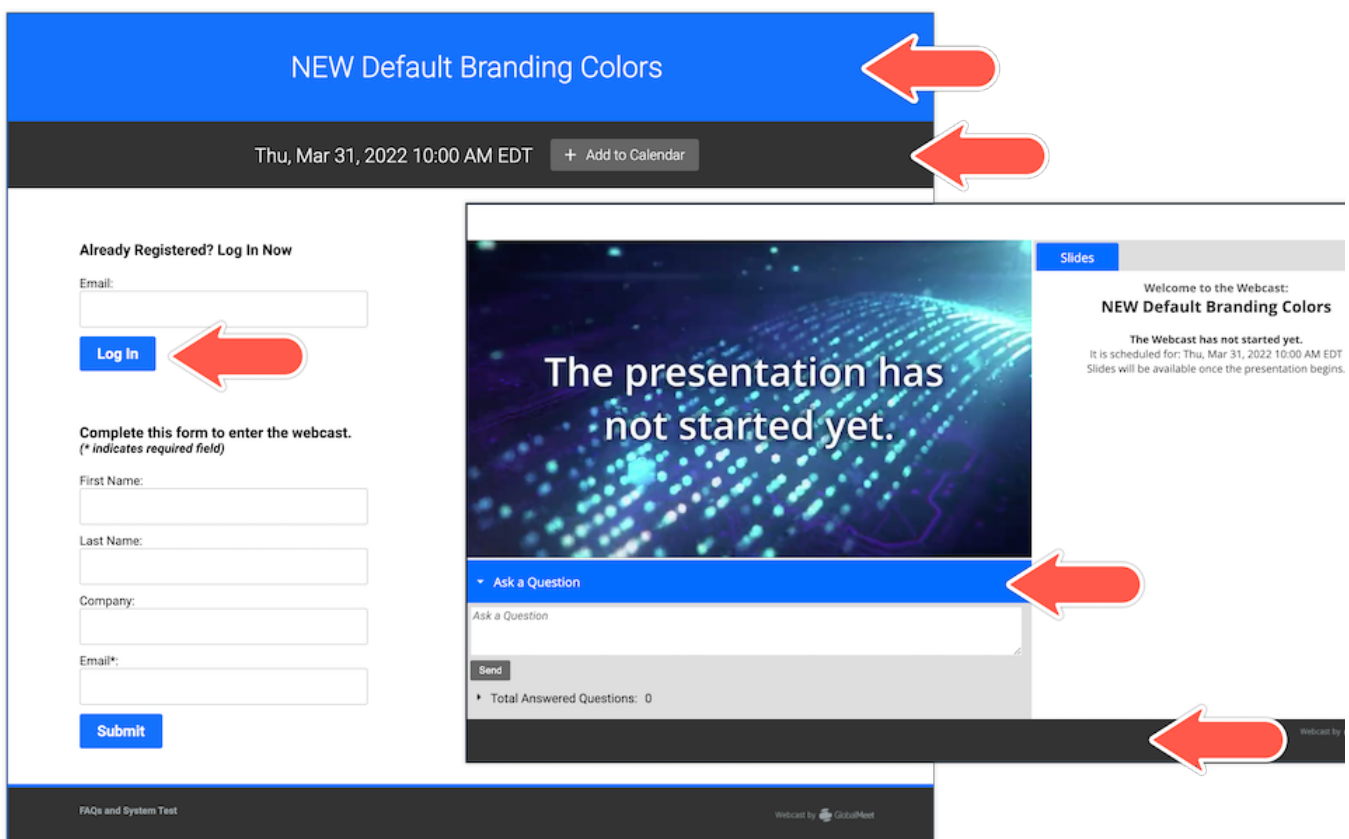 NEW Default Branding Colors
Thu, Mar 31, 2022 10:00 AM EDT
+ Add to Calendar
Already Registered? Log In Now
Email:
Log In
Complete this form to enter the webcast.
(* indicates required field)
First Name:
Last Name:
Company:
Email*:
Submit
FAQs and System Test
Webcast by GlobalMeet
The presentation has
not started yet.
Ask a Question
Ask a Question
Send
Total Answered Questions: 0
Slides
Welcome to the Webcast:
NEW Default Branding Colors
The Webcast has not started yet.
It is scheduled for: Thu, Mar 31, 2022 10:00 AM EDT
Slides will be available once the presentation begins.
Webcast by